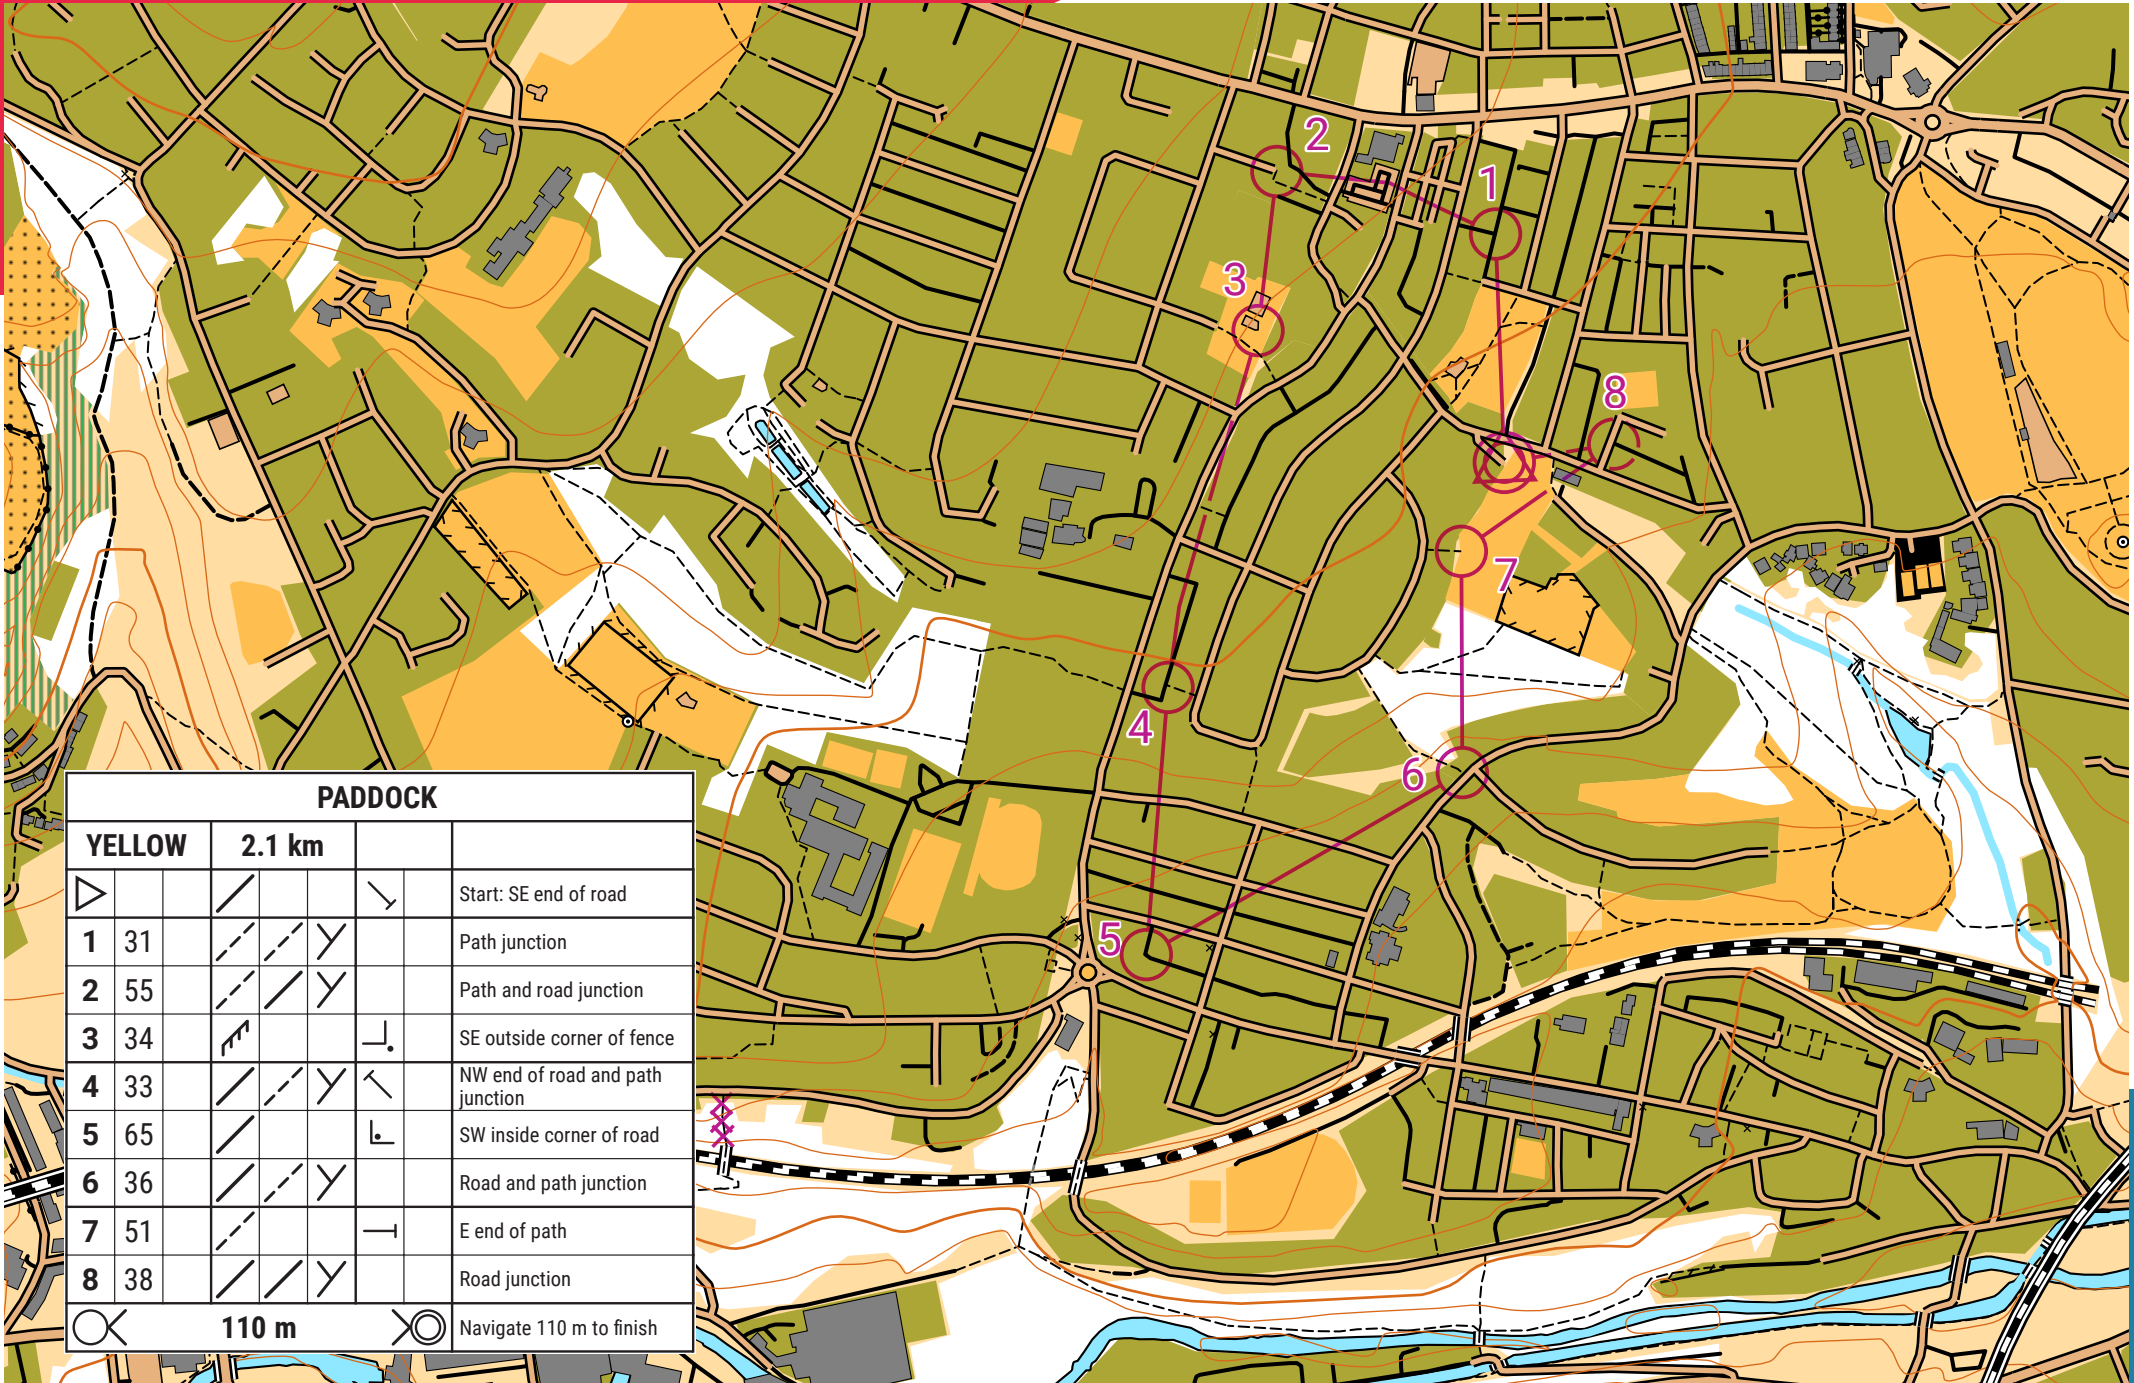 2
1
3
8
7
4
6
5
PADDOCK
YELLOW 2.1 km
Start: SE end of road
1 31 Path junction
2 55 Path and road junction
3 34 SE outside corner of fence
4 33 NW end of road and path
junction
5 65 SW inside corner of road
6 36 Road and path junction
7 51 E end of path
8 38 Road junction
110 m Navigate 110 m to finish